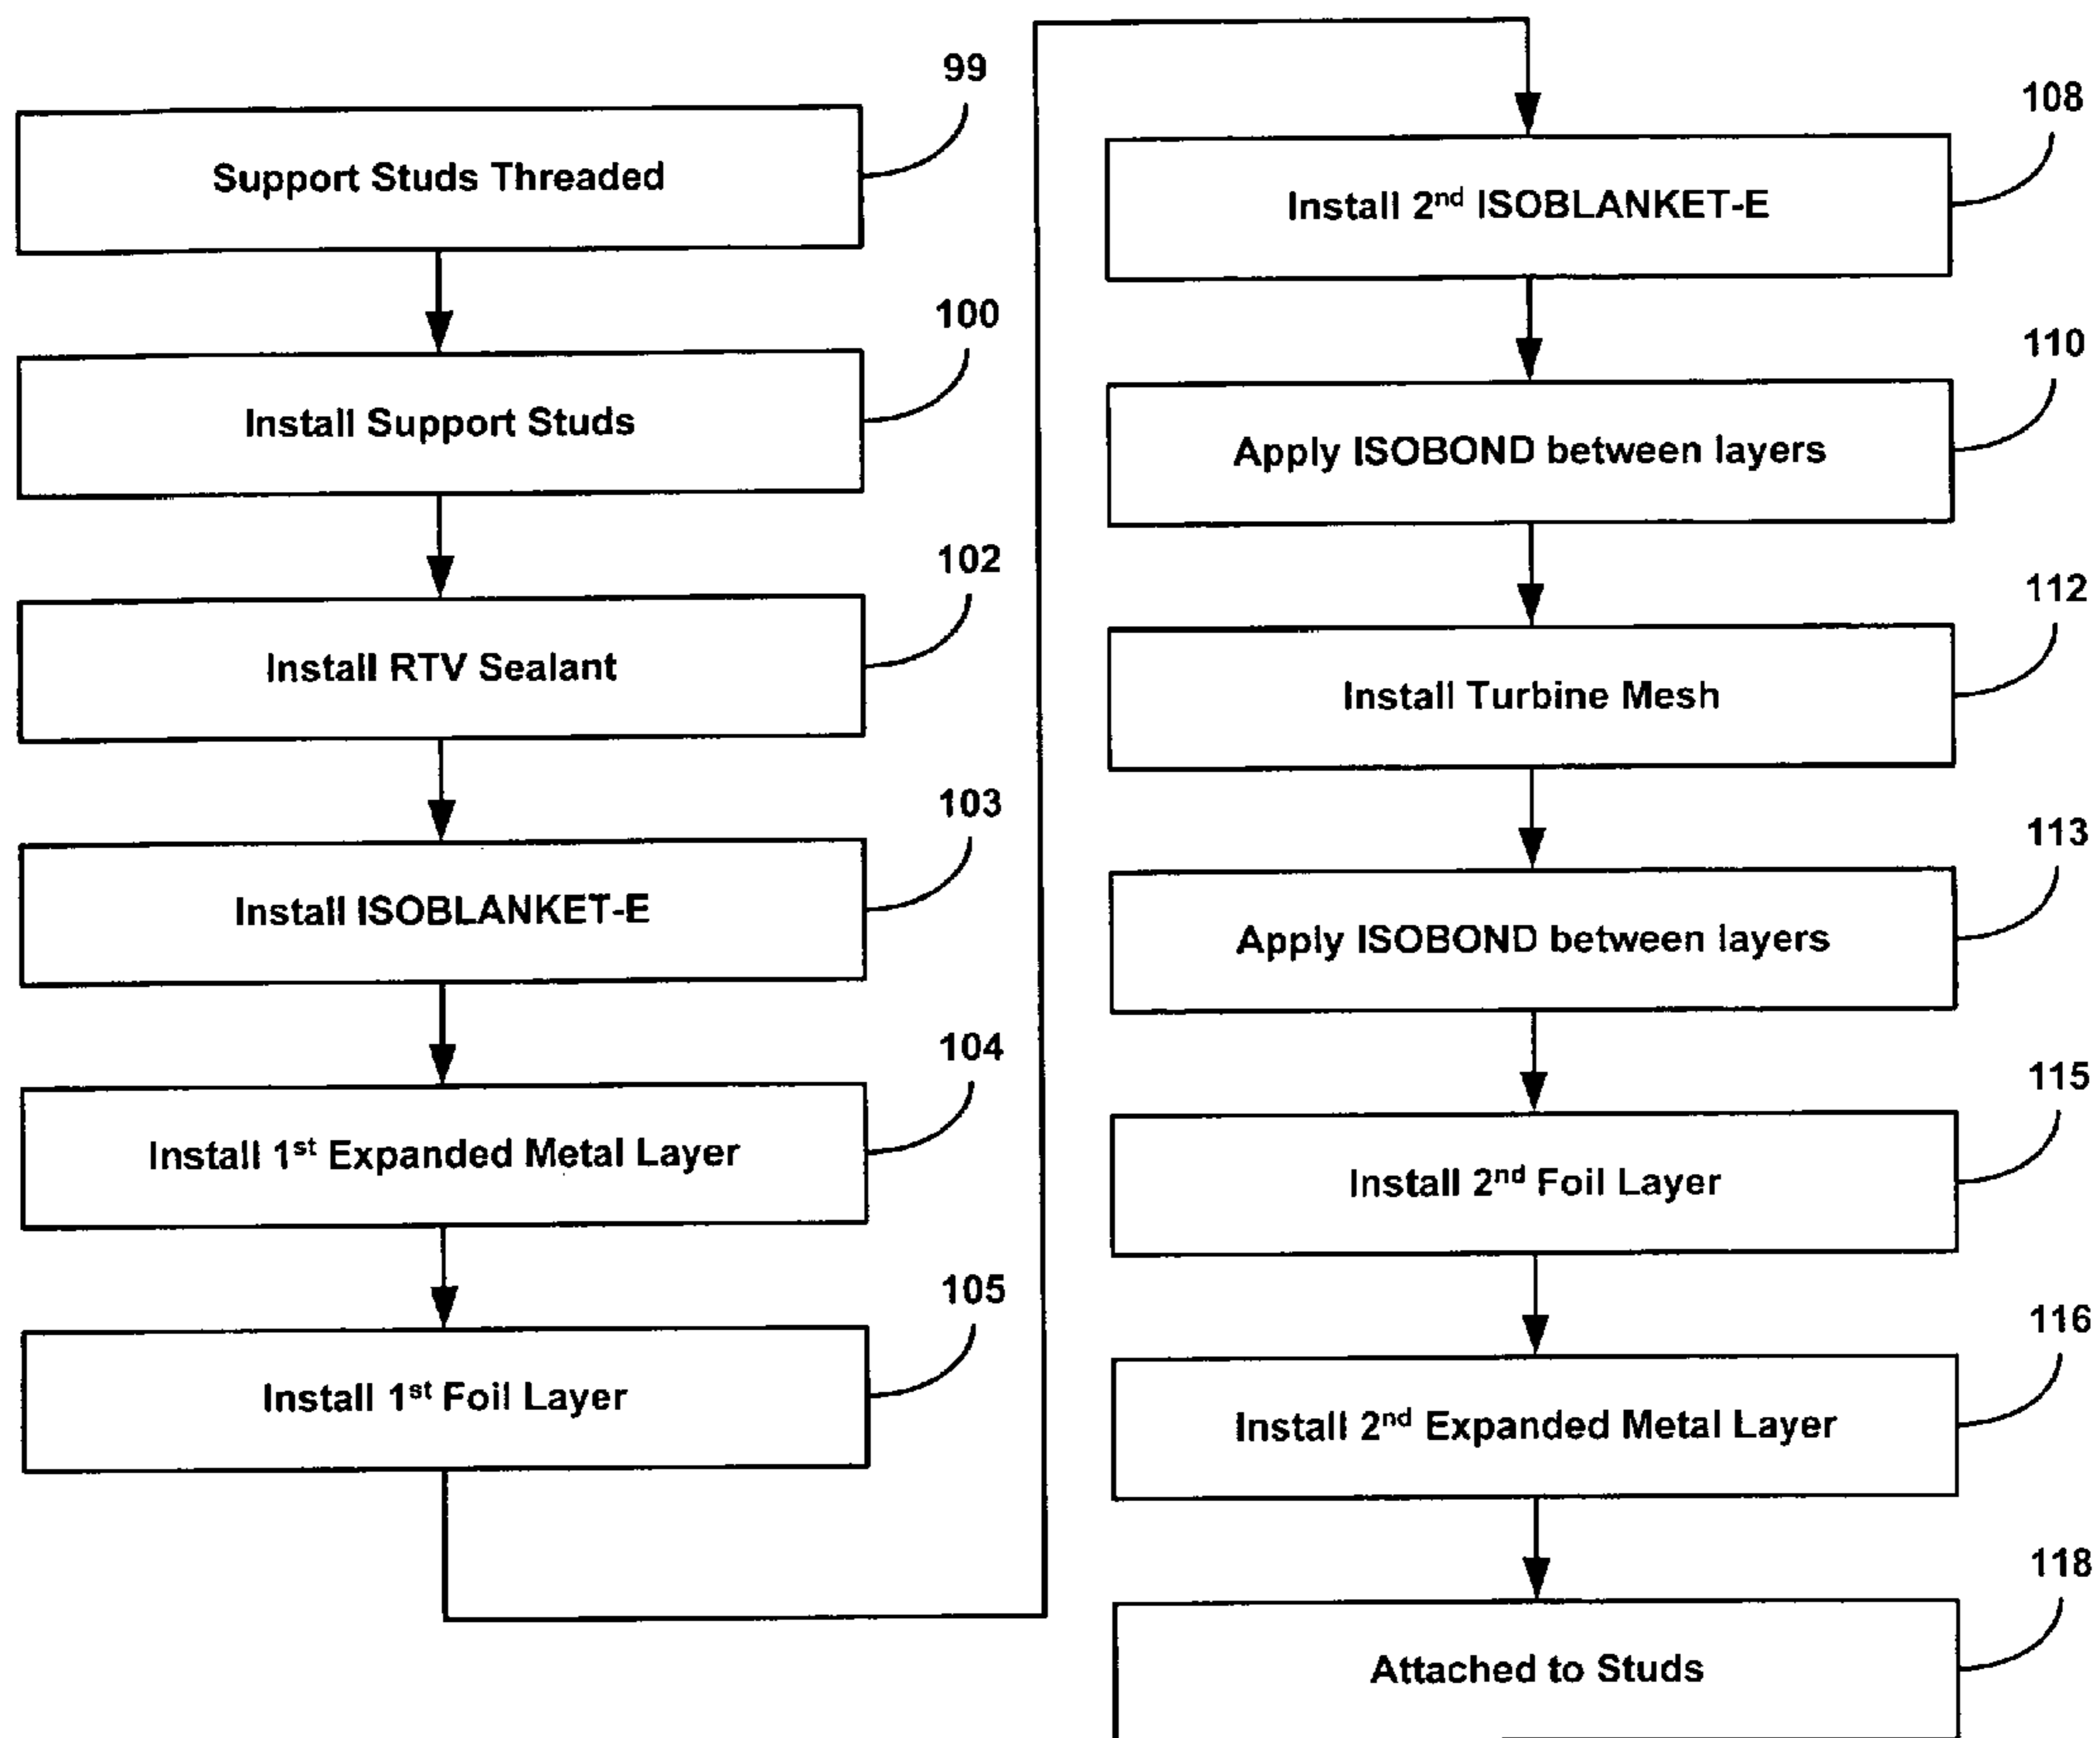 99
Support Studs Threaded
100
Install Support Studs
102
Install RTV Sealant
103
Install ISOBLANKET-E
104
Install 1st Expanded Metal Layer
105
Install 1st Foil Layer
108
Install 2nd ISOBLANKET-E
110
Apply ISOBOND between layers
112
Install Turbine Mesh
113
Apply ISOBOND between layers
115
Install 2nd Foil Layer
116
Install 2nd Expanded Metal Layer
118
Attached to Studs